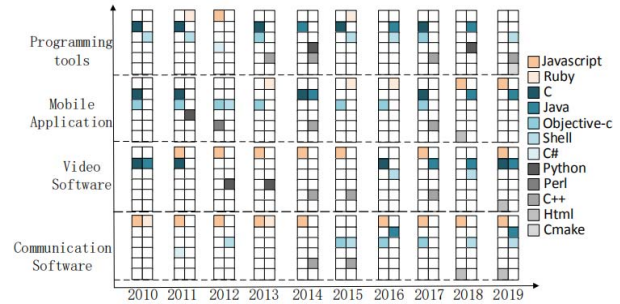 Programming
tools
Mobile
Application
Video
Software
Communication
Software
Javascript
Ruby
C
Java
Objective-c
Shell
C#
Python
Perl
C++
Html
Cmake
2010 2011 2012 2013 2014 2015 2016 2017 2018 2019